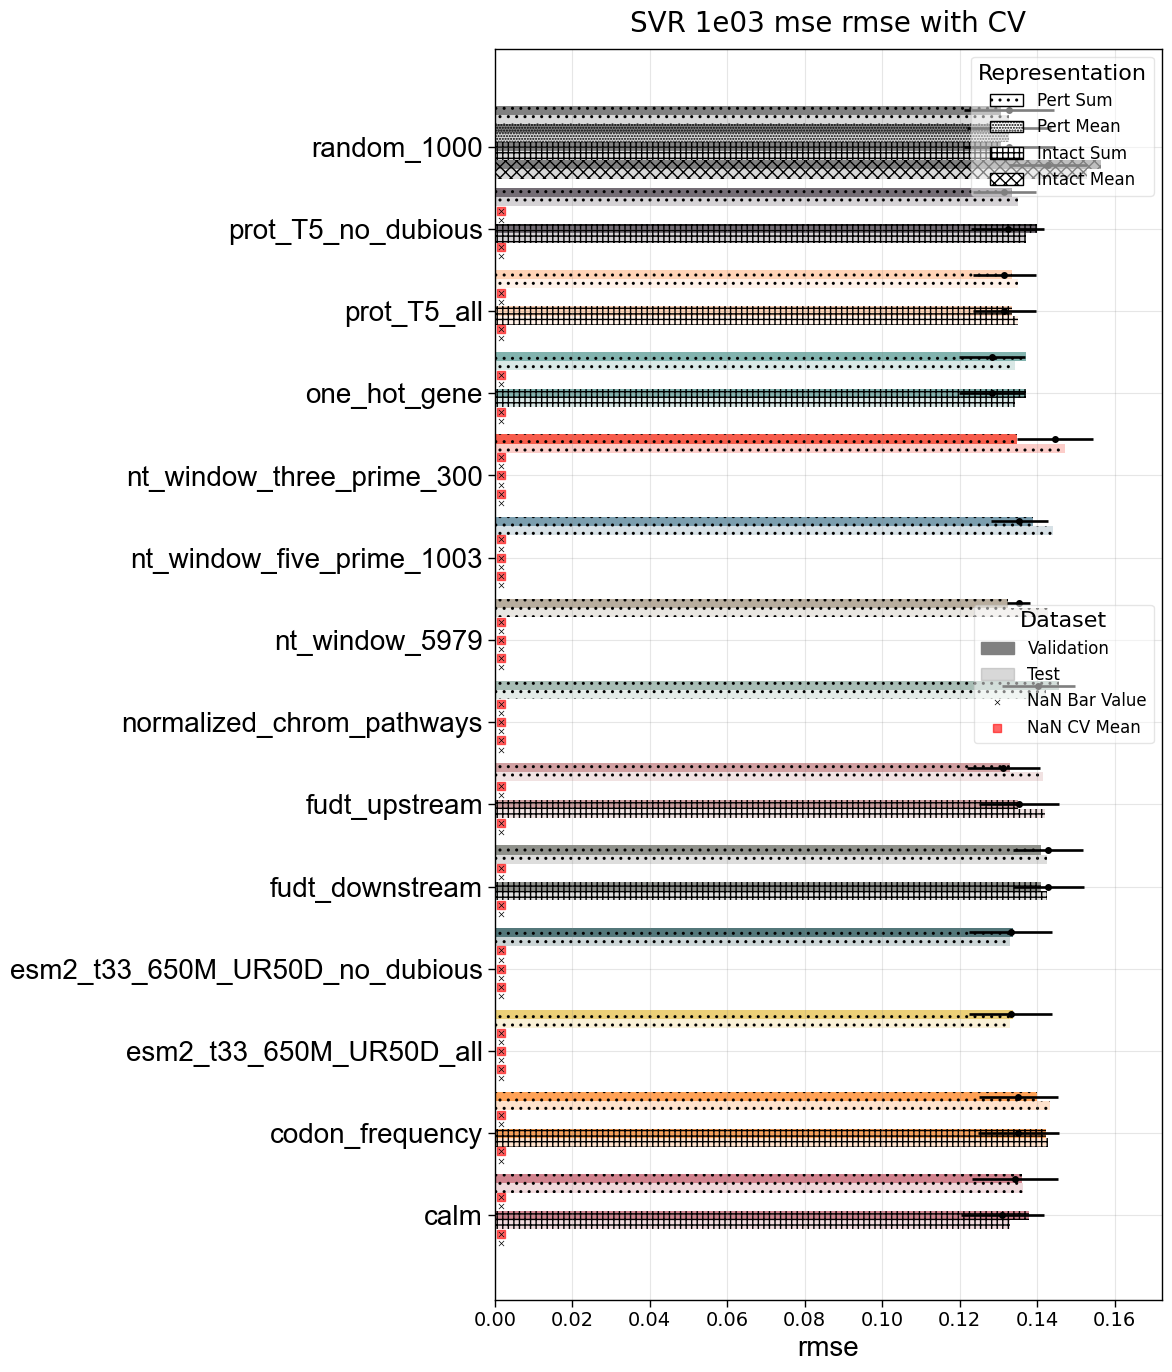 SVR 1e03 mse rmse with CV
Representation
Pert Sum
Pert Mean
Intact Sum
Intact Mean
random_1000
prot_T5_no_dubious
prot_T5_all
one_hot_gene
nt_window_three_prime_300
nt_window_five_prime_1003
nt_window_5979
Dataset
Validation
Test
NaN Bar Value
NaN CV Mean
normalized_chrom_pathways
fudt_upstream
fudt_downstream
esm2_t33_650M_UR50D_no_dubious
esm2_t33_650M_UR50D_all
codon_frequency
calm
0.00 0.02 0.04 0.06 0.08 0.10 0.12 0.14 0.16
rmse